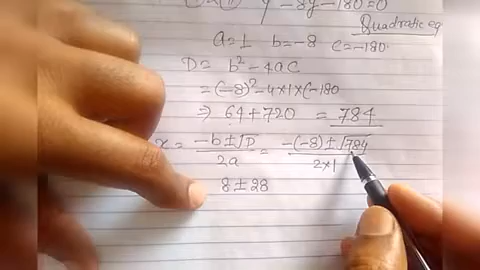 y² - 8y - 180 = 0
Quadratic eq
a = 1 b = -8 c = -180
D = b² - 4ac
= (-8)² - 4×1×(-180
⇒ 64 + 720 = 784
x = -b ± √D / 2a = -(-8) ± √784 / 2×1
8 ± 28